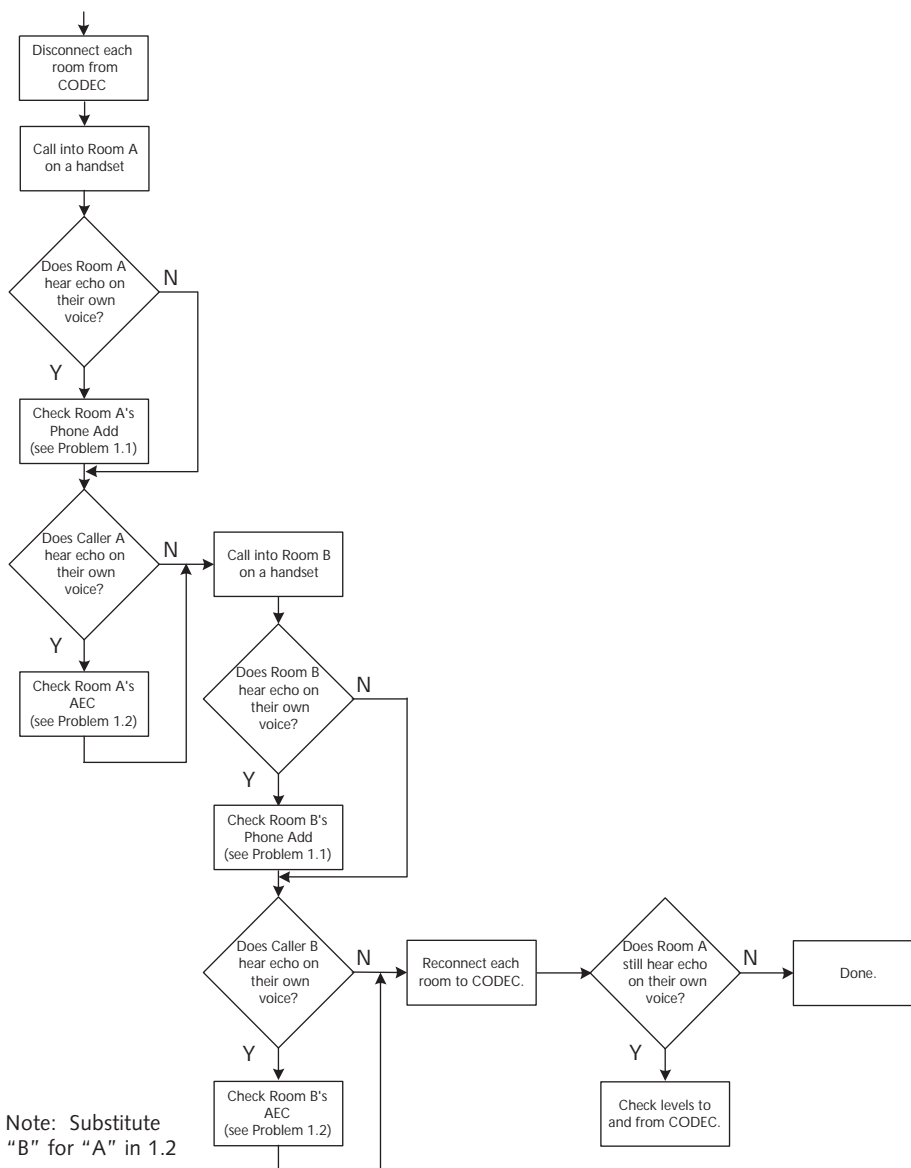 Disconnect each
room from
CODEC
Call into Room A
on a handset
Does Room A
hear echo on
their own
voice?
N
Y
Check Room A's
Phone Add
(see Problem 1.1)
Does Caller A
hear echo on
their own
voice?
N
Y
Check Room A's
AEC
(see Problem 1.2)
Call into Room B
on a handset
Does Room B
hear echo on
their own
voice?
N
Y
Check Room B's
Phone Add
(see Problem 1.1)
Does Caller B
hear echo on
their own
voice?
N
Y
Check Room B's
AEC
(see Problem 1.2)
Reconnect each
room to CODEC.
Does Room A
still hear echo
on their own
voice?
N
Done.
Y
Check levels to
and from CODEC.
Note: Substitute
“B” for “A” in 1.2